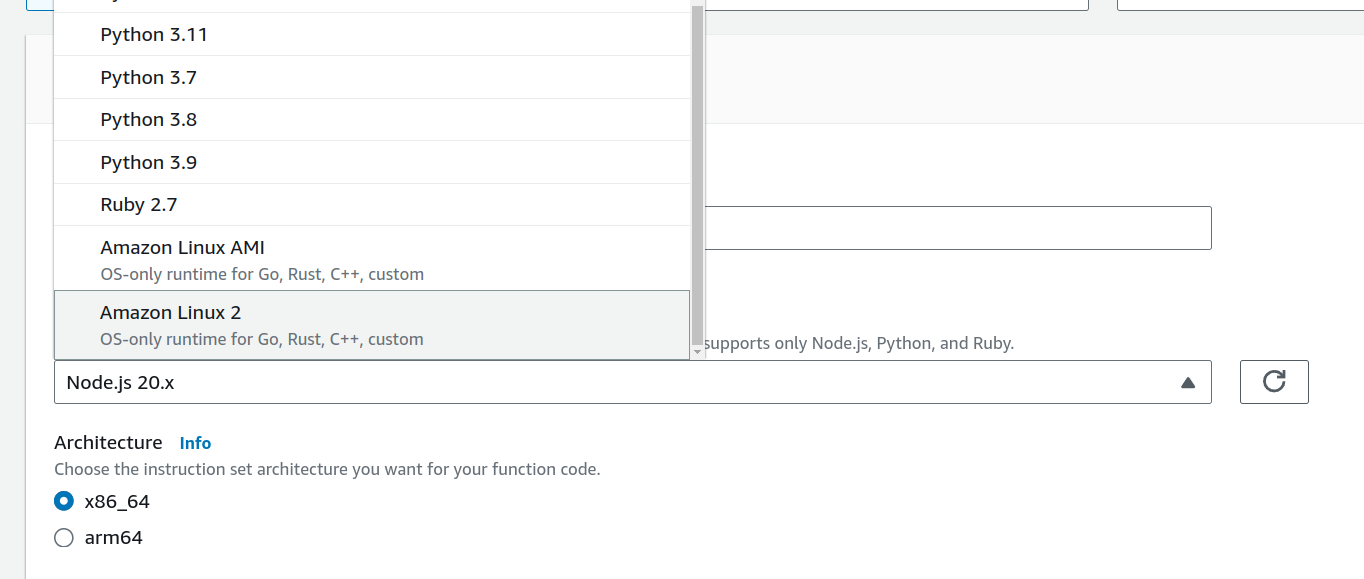 Python 3.11
Python 3.7
Python 3.8
Python 3.9
Ruby 2.7
Amazon Linux AMI
OS-only runtime for Go, Rust, C++, custom
Amazon Linux 2
OS-only runtime for Go, Rust, C++, custom
supports only Node.js, Python, and Ruby.
Node.js 20.x
Architecture Info
Choose the instruction set architecture you want for your function code.
x86_64
arm64